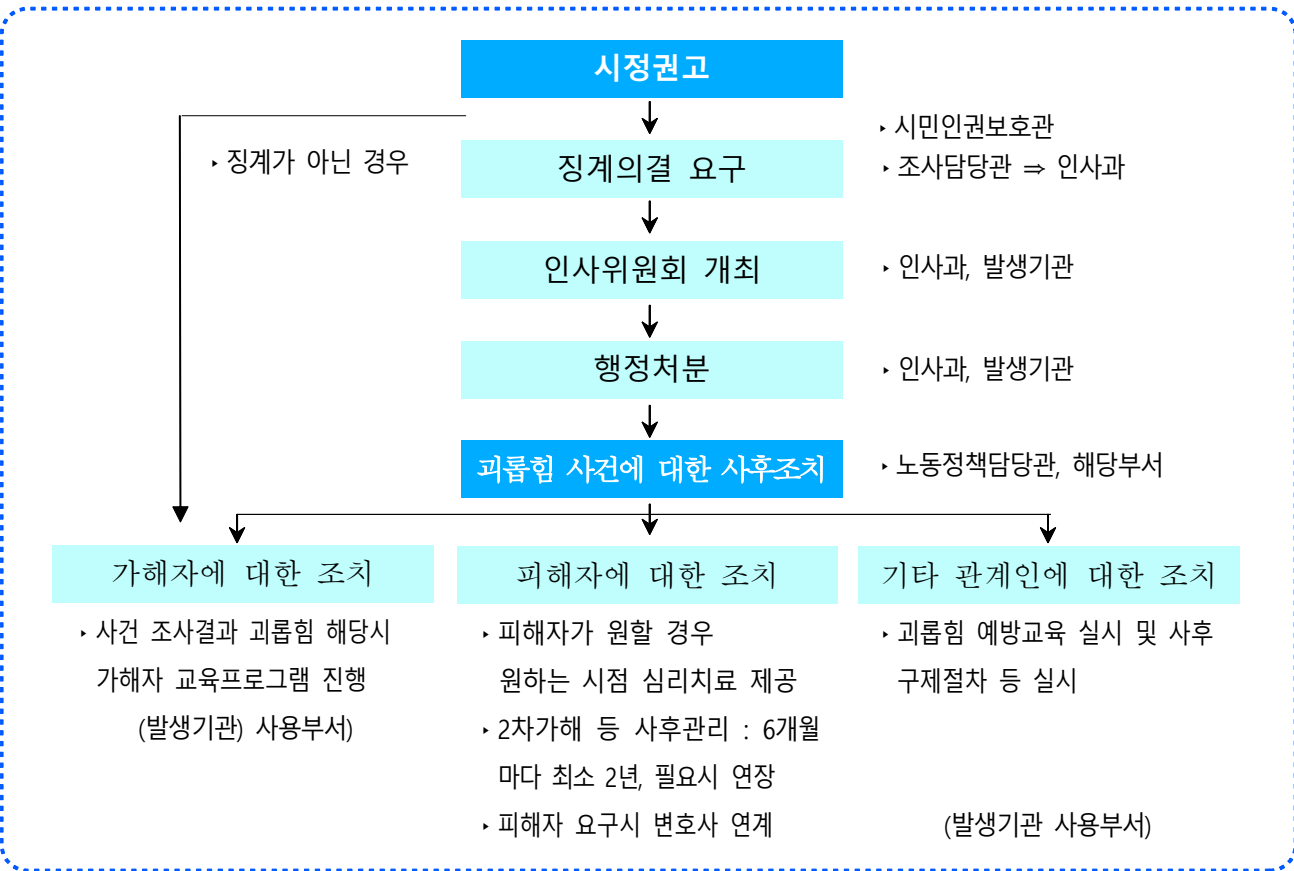 시정권고
‣ 시민인권보호관
‣ 징계가 아닌 경우
징계의결 요구
‣ 조사담당관 ⇒ 인사과
인사위원회 개최
‣ 인사과, 발생기관
행정처분
‣ 인사과, 발생기관
괴롭힘 사건에 대한 사후조치
‣ 노동정책담당관, 해당부서
가해자에 대한 조치
‣ 사건 조사결과 괴롭힘 해당시
가해자 교육프로그램 진행
(발생기관) 사용부서)
피해자에 대한 조치
‣ 피해자가 원할 경우
원하는 시점 심리치료 제공
‣ 2차가해 등 사후관리 : 6개월
마다 최소 2년, 필요시 연장
‣ 피해자 요구시 변호사 연계
기타 관계인에 대한 조치
‣ 괴롭힘 예방교육 실시 및 사후
구제절차 등 실시
(발생기관 사용부서)